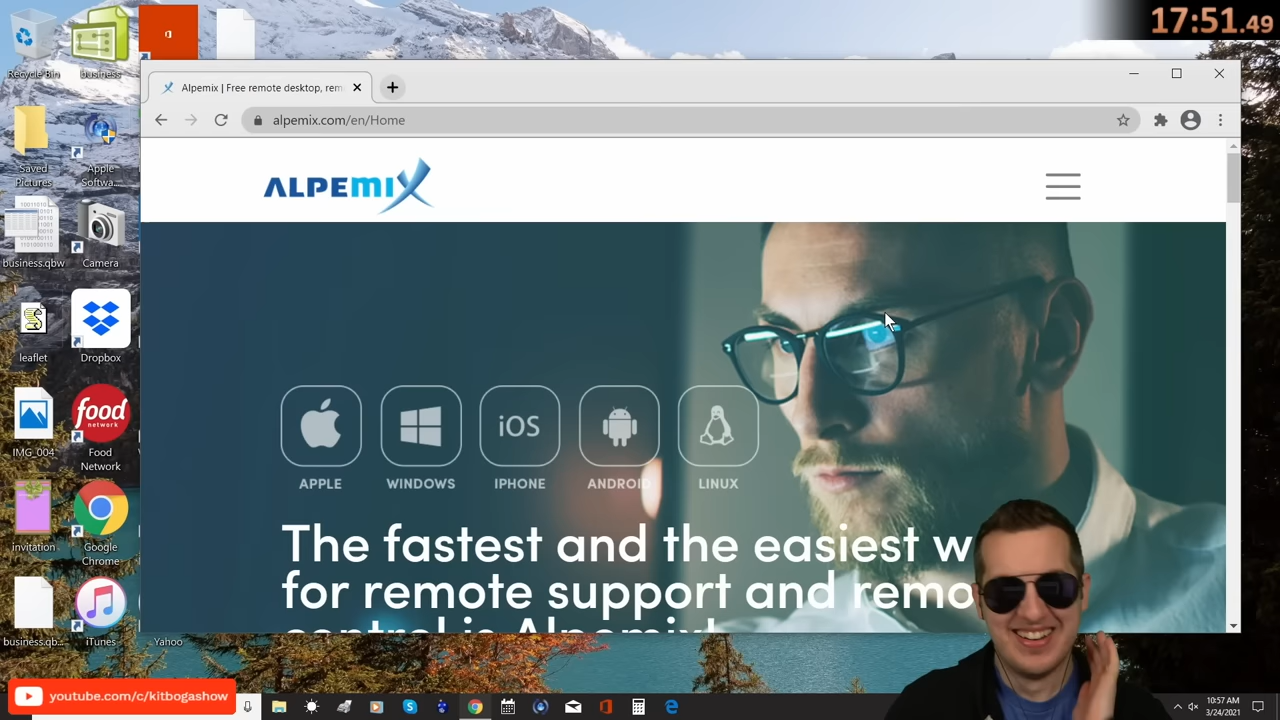 17:51.49
Recycle Bin
business
Alpemix | Free remote desktop, rem
alpemix.com/en/Home
Saved Pictures
Apple Softwa...
ALPEMIX
business.qbw
Camera
leaflet
Dropbox
iOS
APPLE
WINDOWS
IPHONE
ANDROID
LINUX
food
network
IMG_004
Food Network
The fastest and the easiest w
for remote support and remo
control is Alpemix!
invitation
Google Chrome
business.qb...
iTunes
Yahoo
youtube.com/c/kitbogashow
10:57 AM
3/24/2021